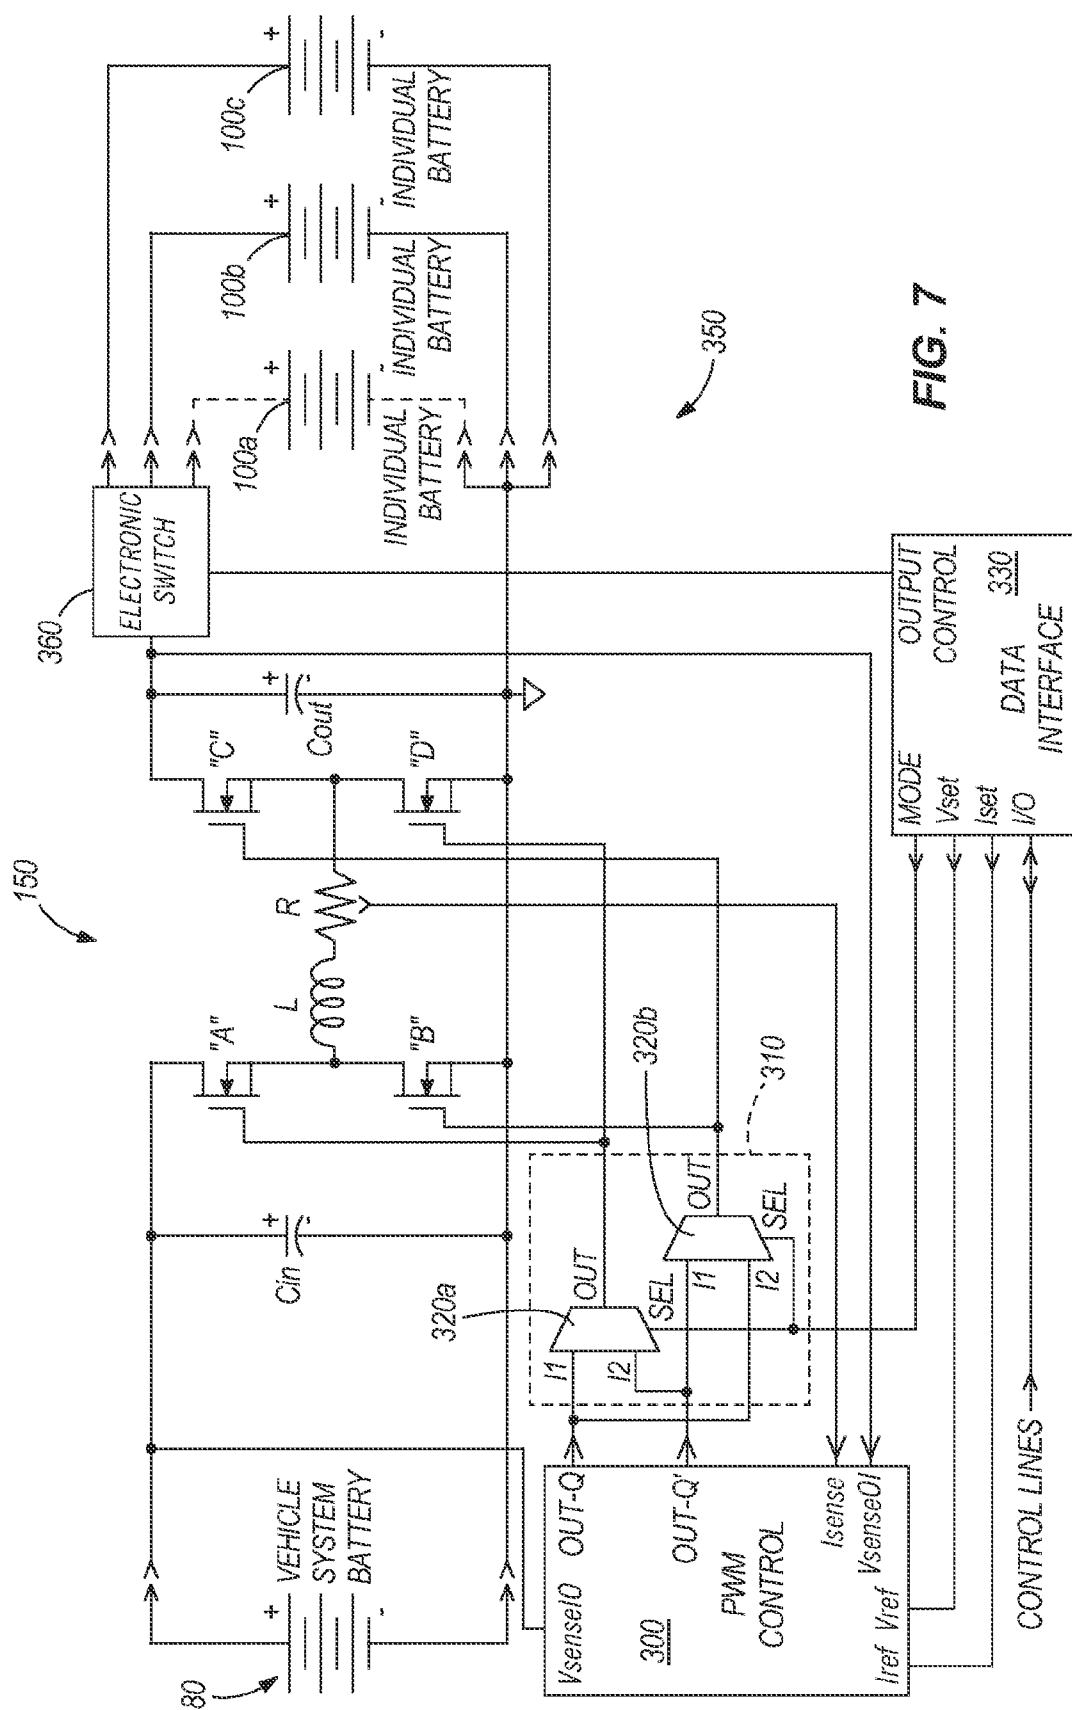 150
350
FIG. 7
80
+
-
VEHICLE
SYSTEM
BATTERY
Cin
+
-
"A"
"B"
L
R
"C"
"D"
+
-
Cout
360
ELECTRONIC
SWITCH
100a
+
INDIVIDUAL
BATTERY
100b
+
-
INDIVIDUAL
BATTERY
100c
+
-
INDIVIDUAL
BATTERY
-
320a
OUT
I1
I2
SEL
320b
OUT
I1
I2
SEL
310
VsenseIO
OUT-Q
OUT-Q'
300
PWM
CONTROL
Isense
VsenseOI
Iref
Vref
MODE
Vset
Iset
I/O
OUTPUT
CONTROL
330
DATA
INTERFACE
CONTROL LINES